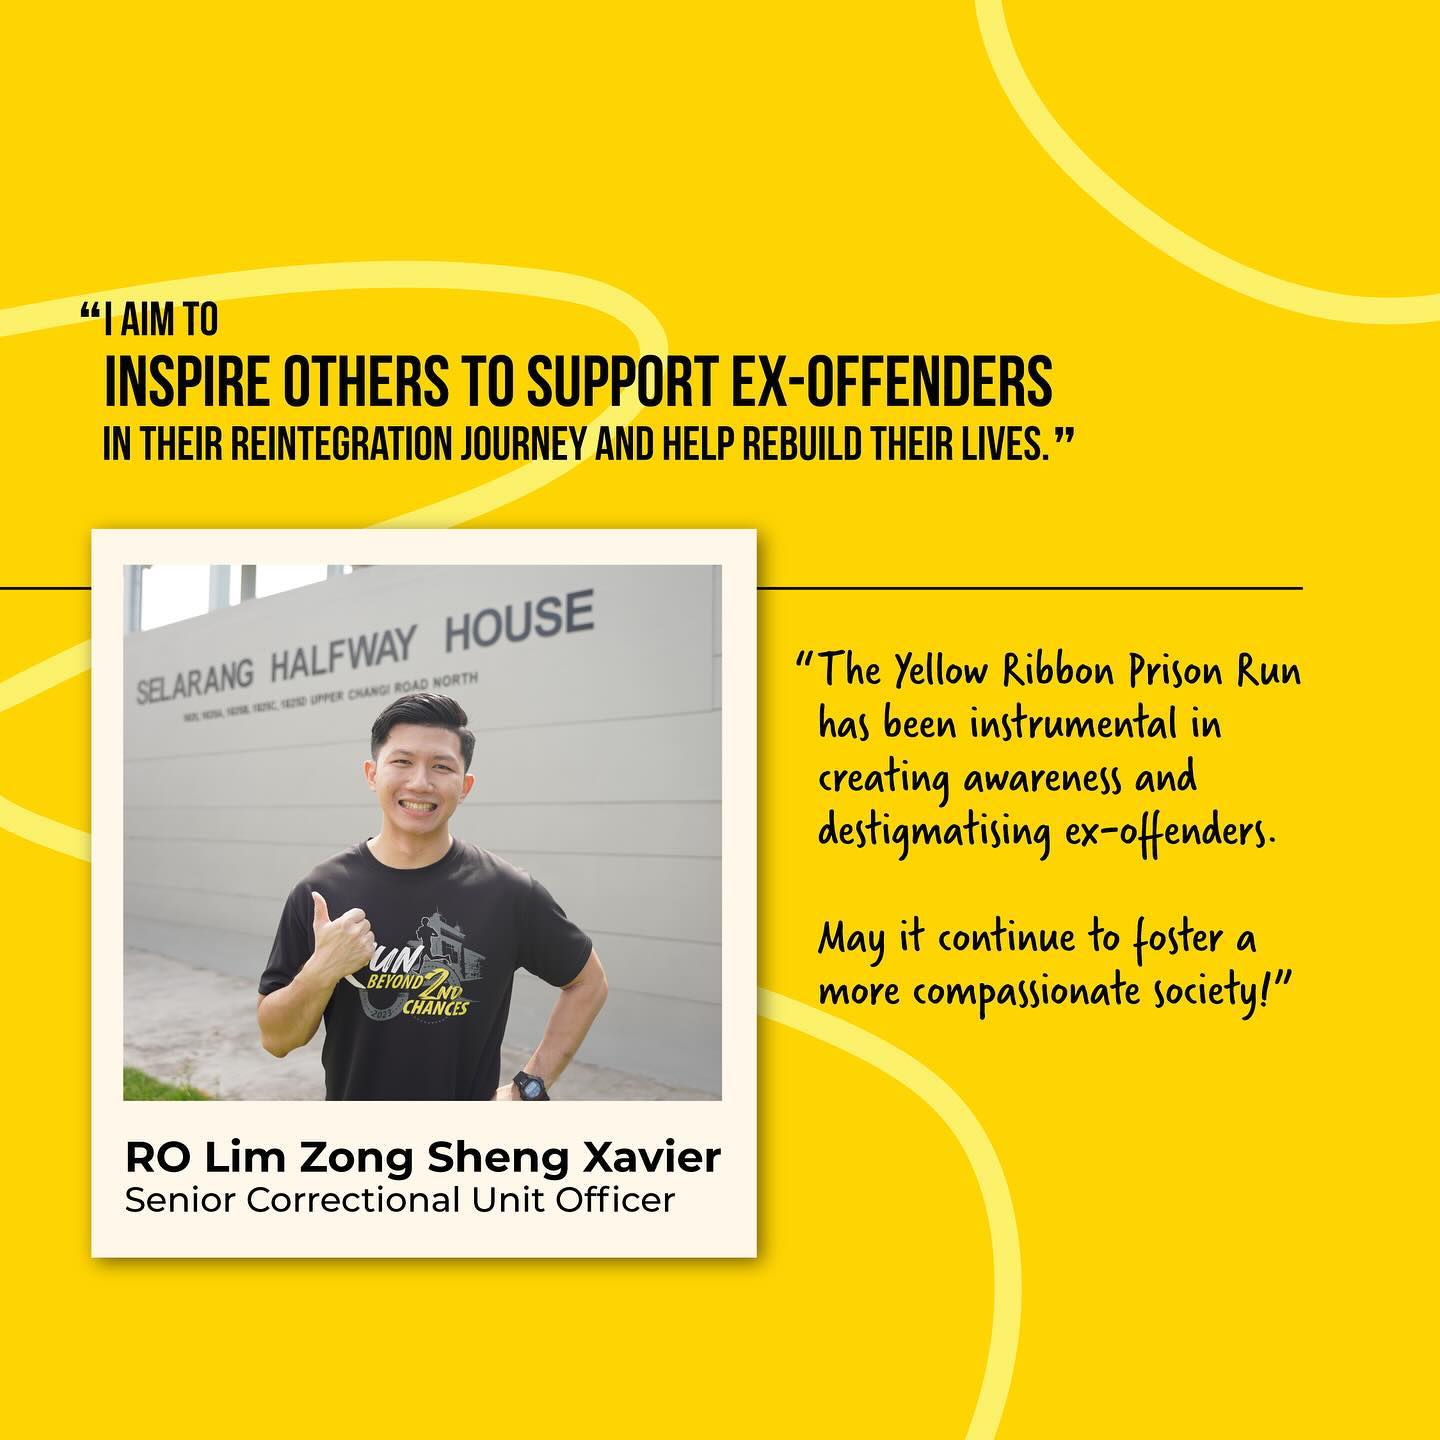 “I AIM TO
INSPIRE OTHERS TO SUPPORT EX-OFFENDERS
IN THEIR REINTEGRATION JOURNEY AND HELP REBUILD THEIR LIVES.”
SELARANG HALFWAY HOUSE
UPPER CHANGI ROAD NORTH
BEYOND 2ND
CHANCES
2023
RO Lim Zong Sheng Xavier
Senior Correctional Unit Officer
“The Yellow Ribbon Prison Run
has been instrumental in
creating awareness and
destigmatising ex-offenders.
May it continue to foster a
more compassionate society!”